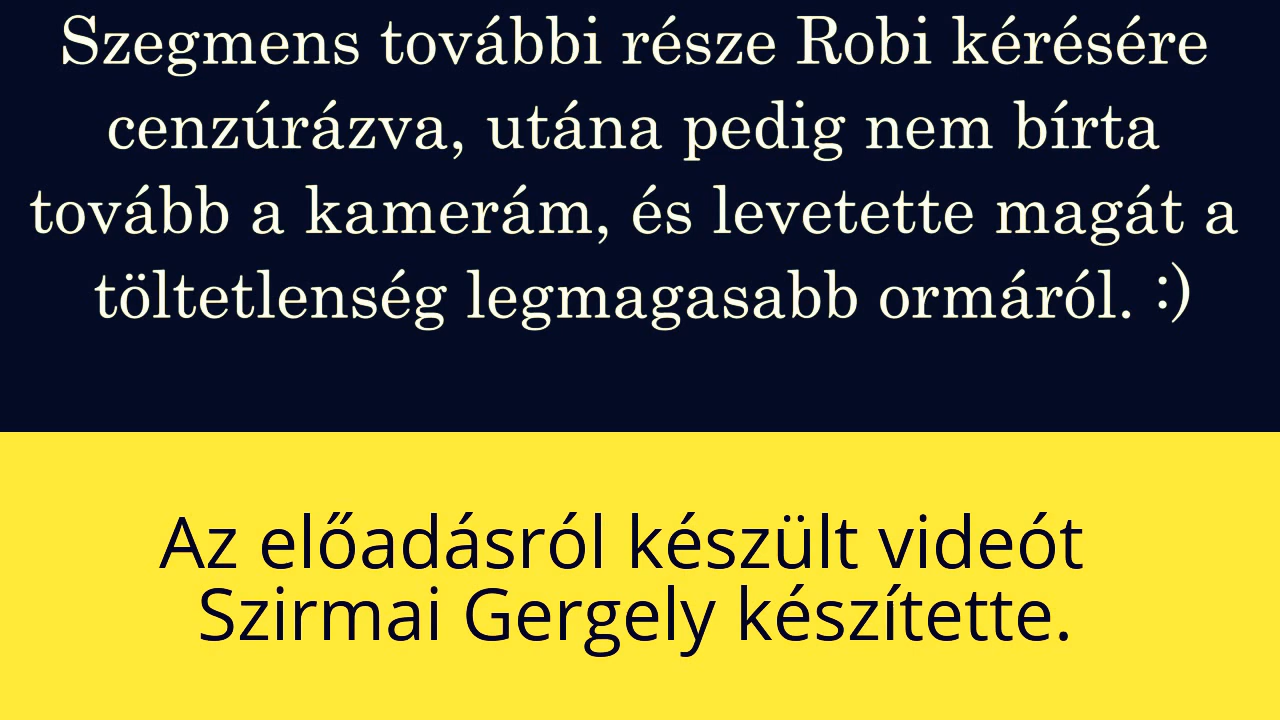 Szegmens további része Robi kérésére
cenzúrázva, utána pedig nem bírta
tovább a kamerám, és levetette magát a
töltetlenség legmagasabb ormáról. :)
Az előadásról készült videót
Szirmai Gergely készítette.